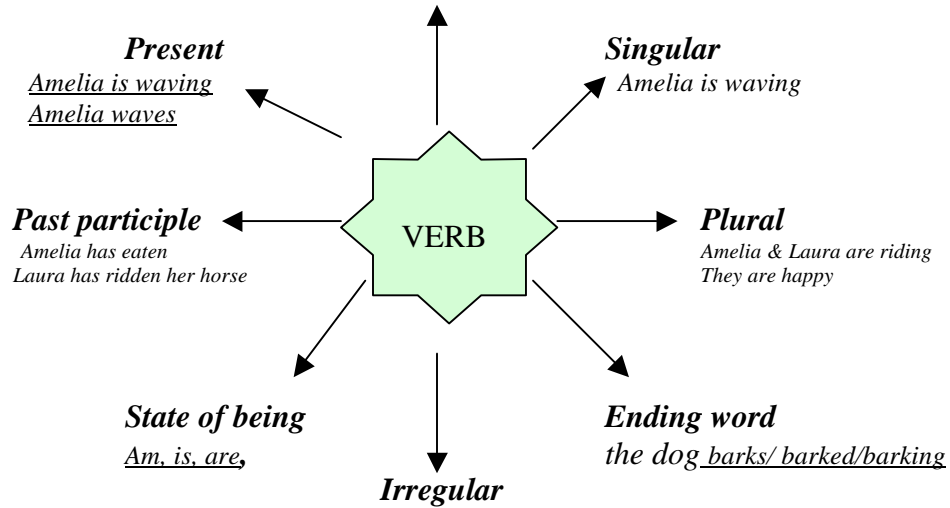 Present
Amelia is waving
Amelia waves
Singular
Amelia is waving
Past participle
Amelia has eaten
Laura has ridden her horse
VERB
Plural
Amelia & Laura are riding
They are happy
State of being
Am, is, are,
Ending word
the dog barks/ barked/barking
Irregular